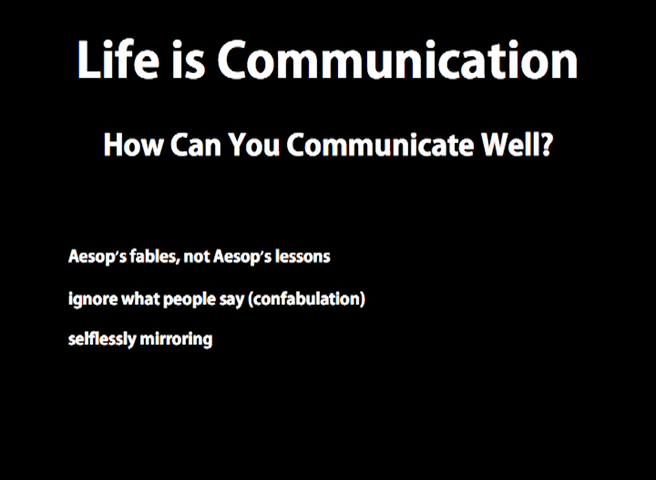 Life is Communication
How Can You Communicate Well?
Aesop's fables, not Aesop's lessons
ignore what people say (confabulation)
selflessly mirroring